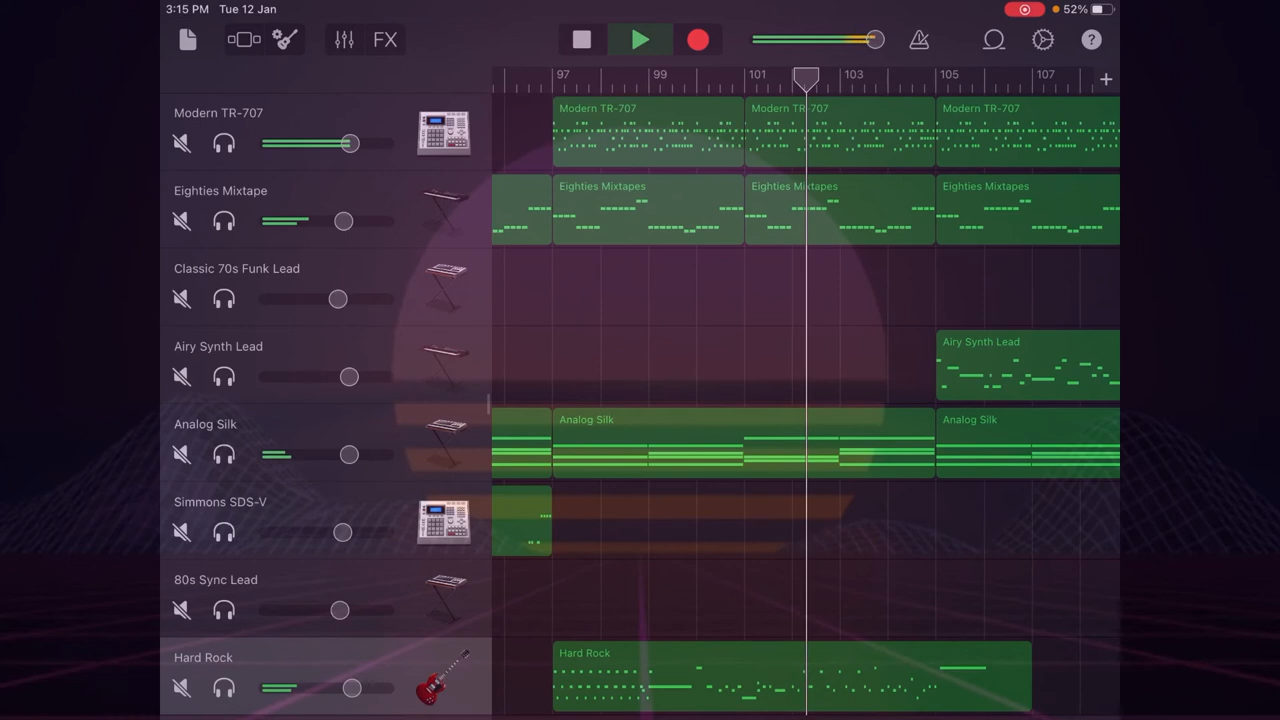 3:15 PM Tue 12 Jan
52%
FX
?
97 99 101 103 105 107 +
Modern TR-707
Modern TR-707
Modern TR-707
Modern TR-707
Eighties Mixtape
Eighties Mixtapes
Eighties Mixtapes
Eighties Mixtapes
Classic 70s Funk Lead
Airy Synth Lead
Airy Synth Lead
Analog Silk
Analog Silk
Analog Silk
Simmons SDS-V
80s Sync Lead
Hard Rock
Hard Rock